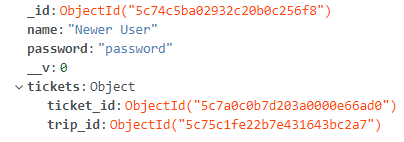 _id: ObjectId("5c74c5ba02932c20b0c256f8")
name: "Newer User"
password: "password"
__v: 0
tickets: Object
ticket_id: ObjectId("5c7a0c0b7d203a0000e66ad0")
trip_id: ObjectId("5c75c1fe22b7e431643bc2a7")